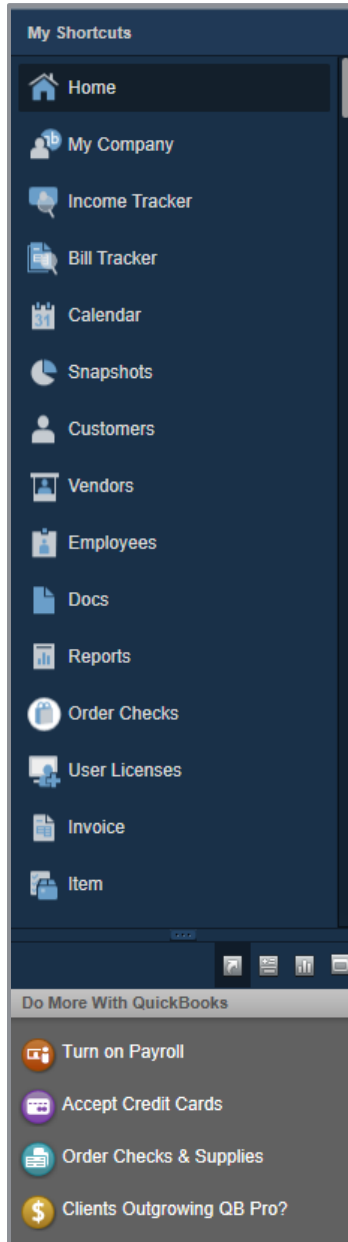 My Shortcuts
Home
My Company
Income Tracker
Bill Tracker
31
Calendar
Snapshots
Customers
Vendors
Employees
Docs
Reports
Order Checks
User Licenses
Invoice
Item
Do More With QuickBooks
Turn on Payroll
Accept Credit Cards
Order Checks & Supplies
$
Clients Outgrowing QB Pro?